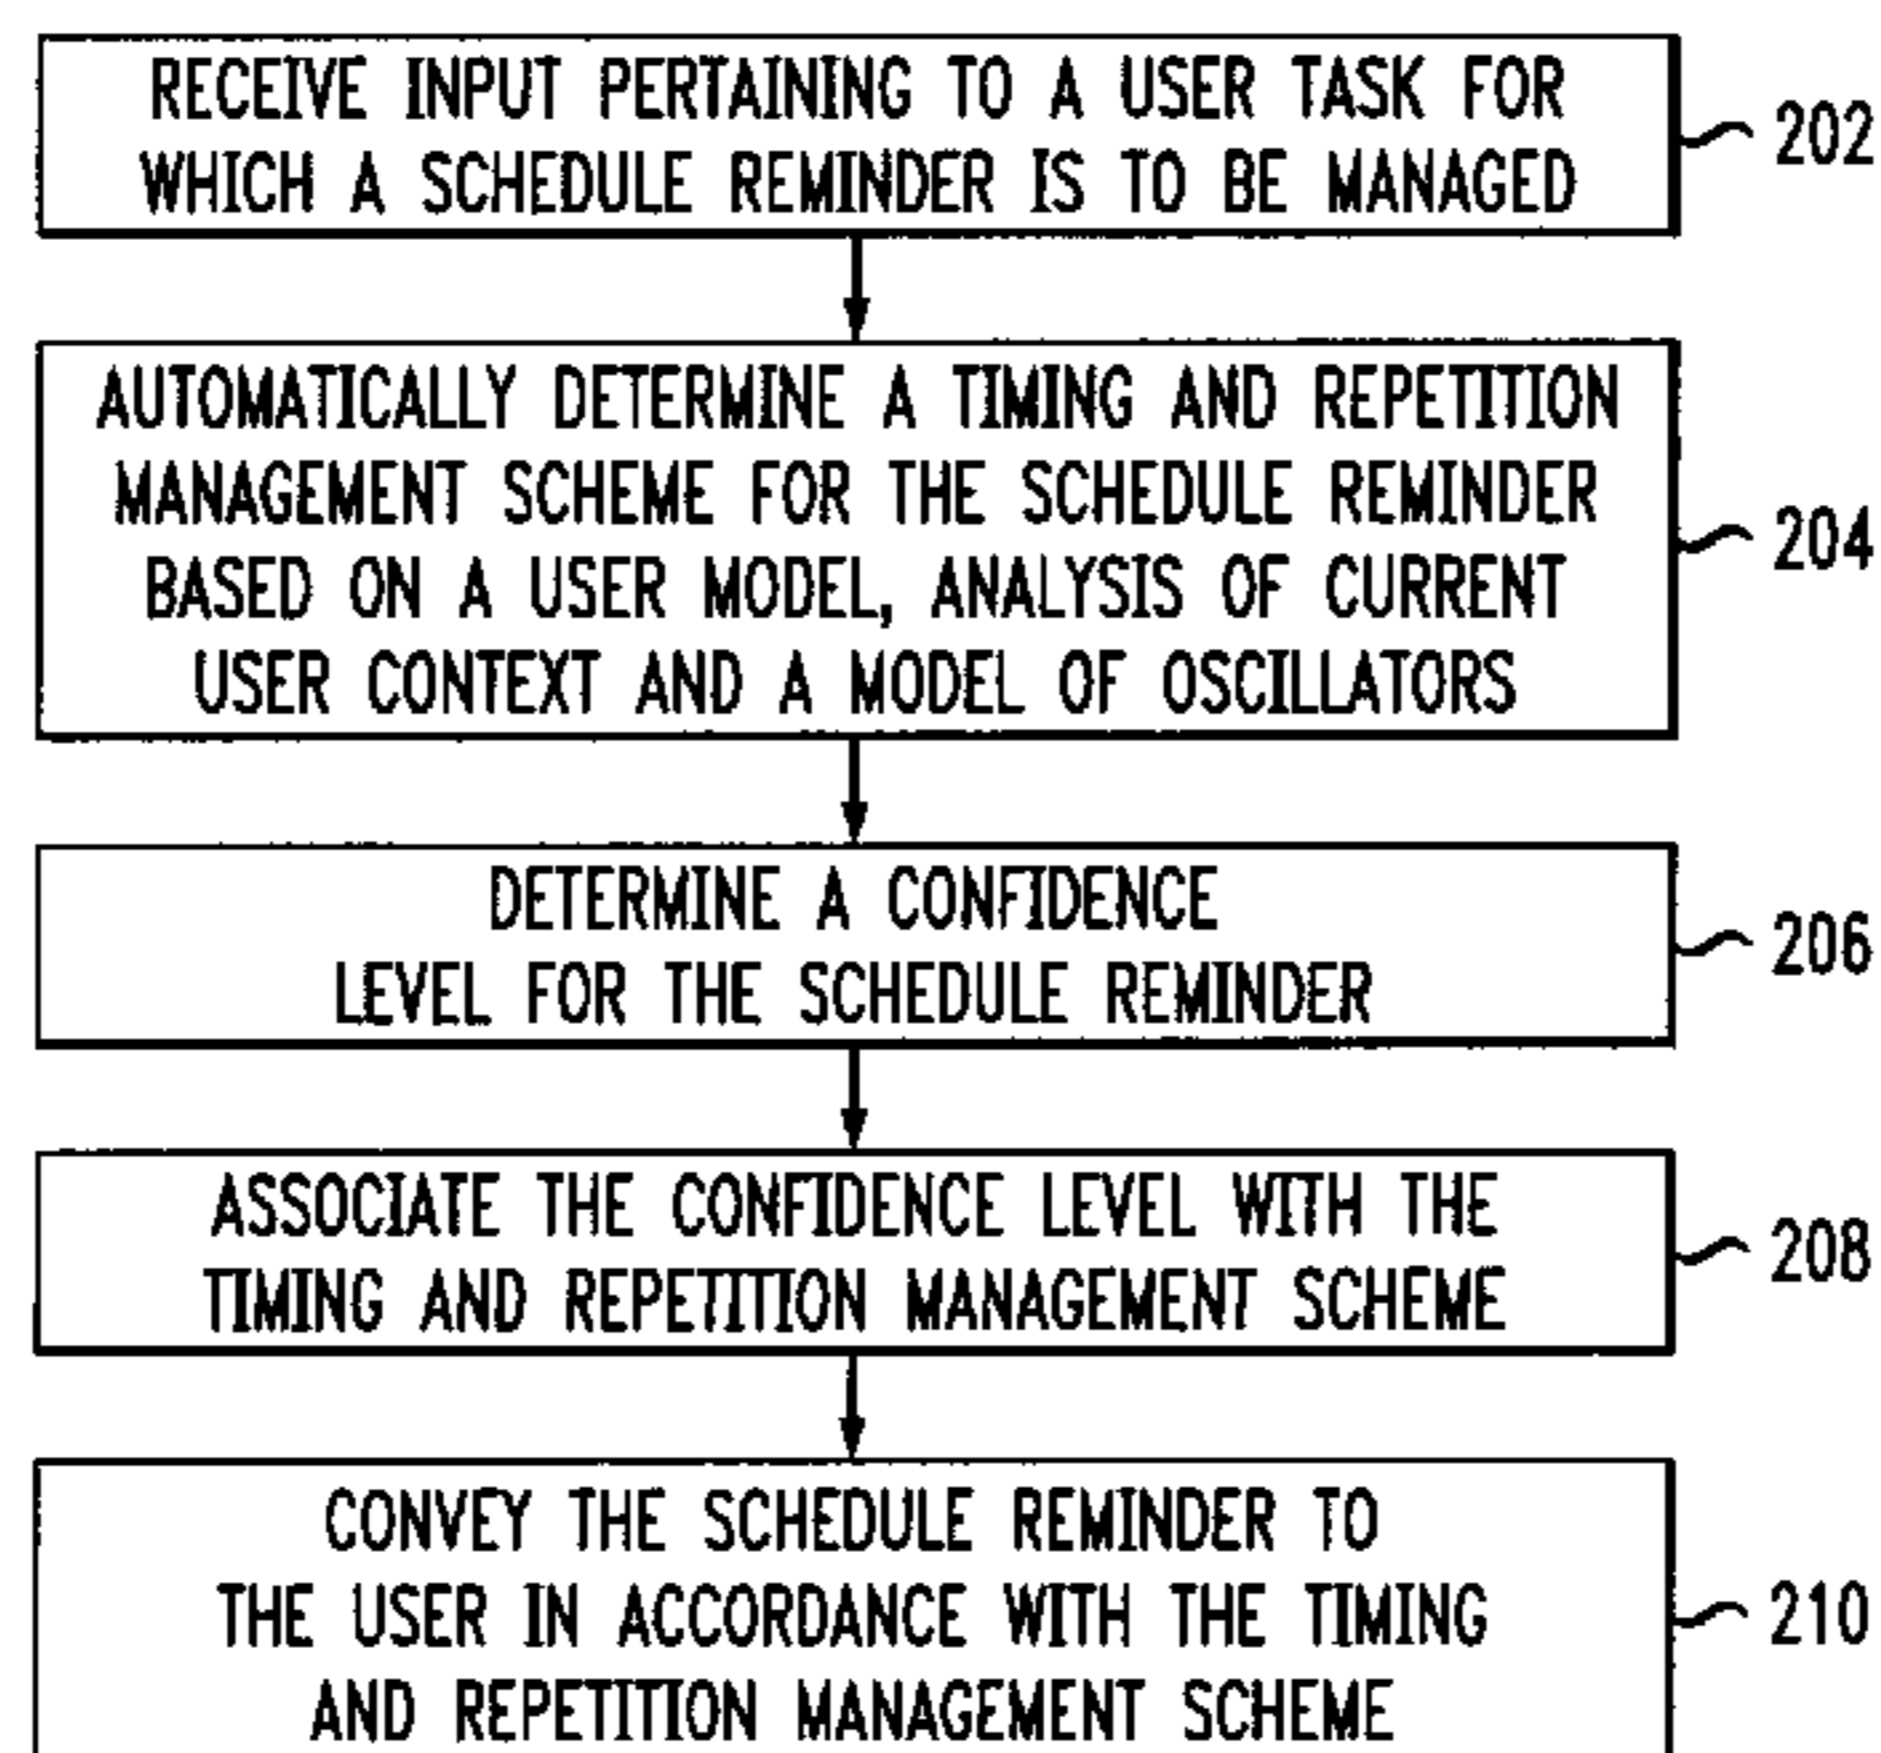 RECEIVE INPUT PERTAINING TO A USER TASK FOR
WHICH A SCHEDULE REMINDER IS TO BE MANAGED
202
AUTOMATICALLY DETERMINE A TIMING AND REPETITION
MANAGEMENT SCHEME FOR THE SCHEDULE REMINDER
BASED ON A USER MODEL, ANALYSIS OF CURRENT
USER CONTEXT AND A MODEL OF OSCILLATORS
204
DETERMINE A CONFIDENCE
LEVEL FOR THE SCHEDULE REMINDER
206
ASSOCIATE THE CONFIDENCE LEVEL WITH THE
TIMING AND REPETITION MANAGEMENT SCHEME
208
CONVEY THE SCHEDULE REMINDER TO
THE USER IN ACCORDANCE WITH THE TIMING
AND REPETITION MANAGEMENT SCHEME
210